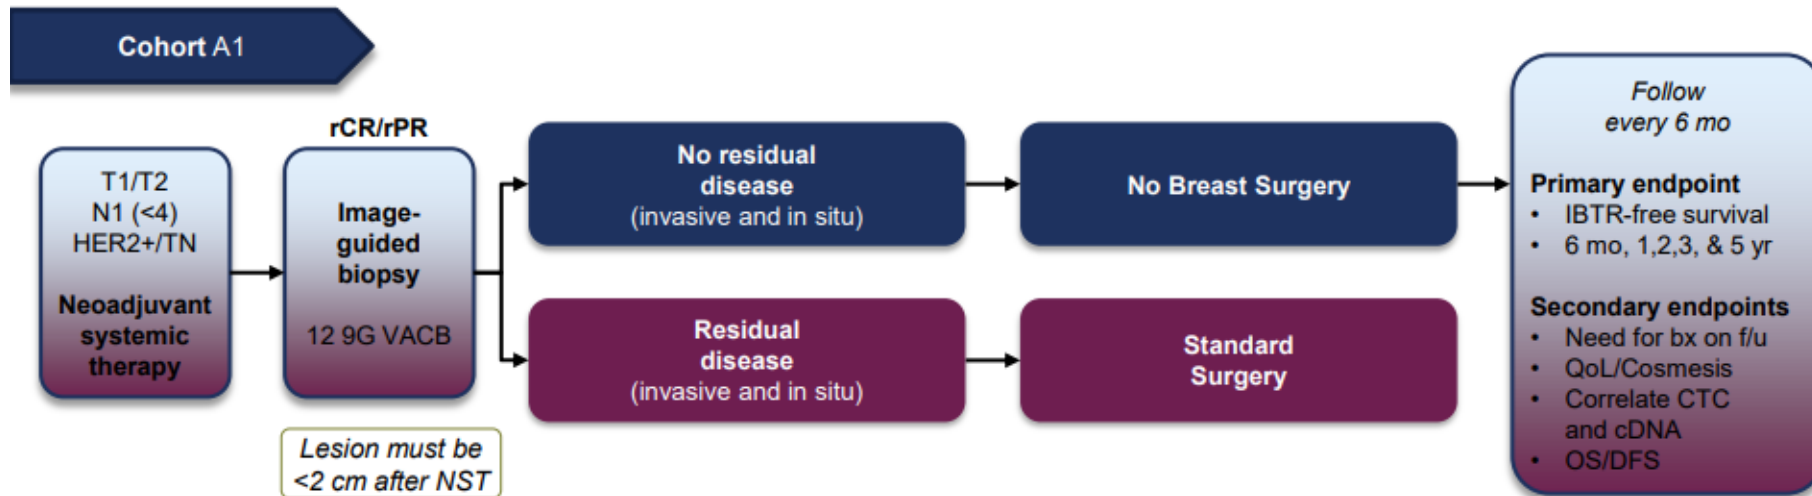 Cohort A1
T1/T2
N1 (<4)
HER2+/TN
Neoadjuvant
systemic
therapy
rCR/rPR
Image-
guided
biopsy
12 9G VACB
Lesion must be
<2 cm after NST
No residual
disease
(invasive and in situ)
No Breast Surgery
Residual
disease
(invasive and in situ)
Standard
Surgery
Follow
every 6 mo
Primary endpoint
• IBTR-free survival
• 6 mo, 1,2,3, & 5 yr
Secondary endpoints
• Need for bx on f/u
• QoL/Cosmesis
• Correlate CTC
and cDNA
• OS/DFS